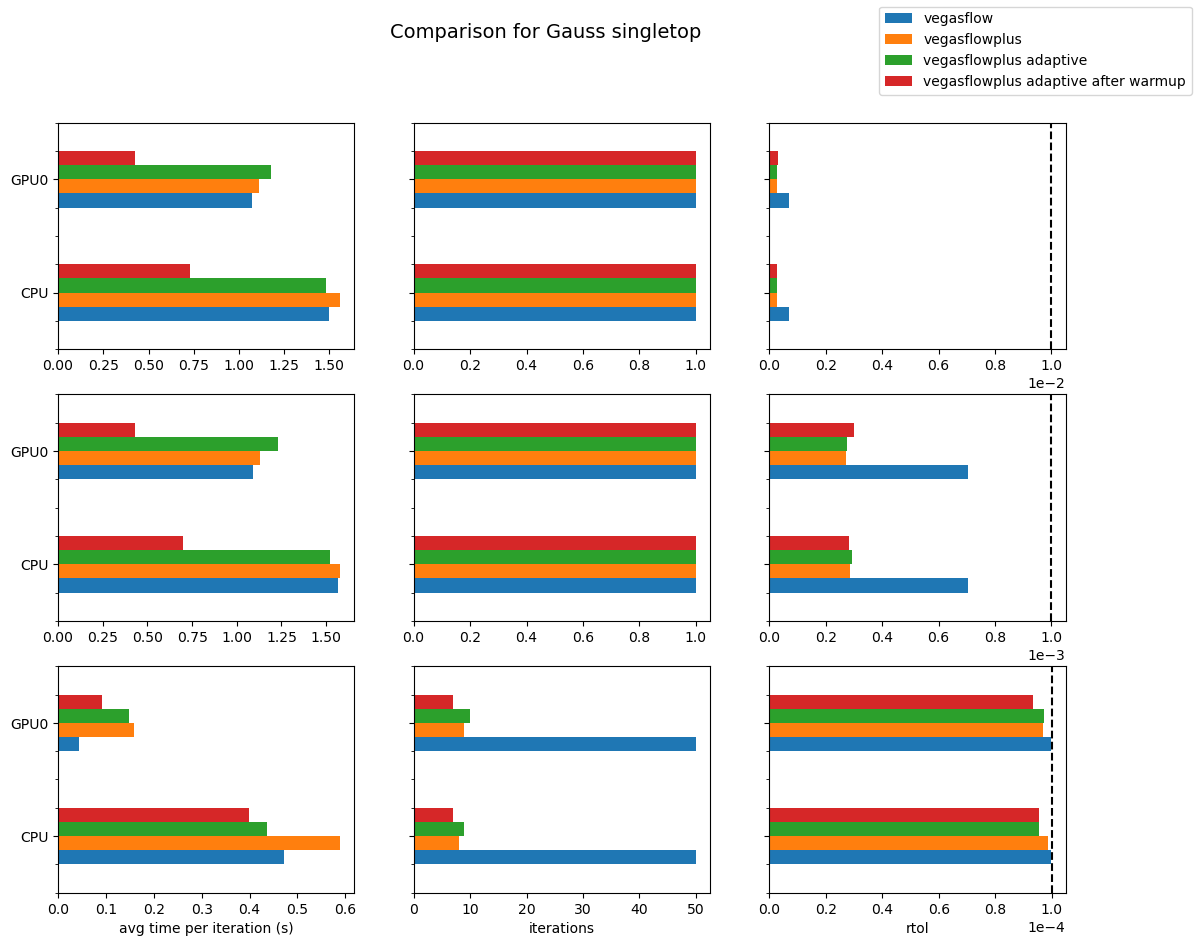 Comparison for Gauss singletop
vegasflow
vegasflowplus
vegasflowplus adaptive
vegasflowplus adaptive after warmup
GPU0
CPU
0.00 0.25 0.50 0.75 1.00 1.25 1.50
0.0 0.2 0.4 0.6 0.8 1.0
0.0 0.2 0.4 0.6 0.8 1.0
1e−2
GPU0
CPU
0.00 0.25 0.50 0.75 1.00 1.25 1.50
0.0 0.2 0.4 0.6 0.8 1.0
0.0 0.2 0.4 0.6 0.8 1.0
1e−3
GPU0
CPU
0.0 0.1 0.2 0.3 0.4 0.5 0.6
0 10 20 30 40 50
0.0 0.2 0.4 0.6 0.8 1.0
1e−4
avg time per iteration (s)
iterations
rtol